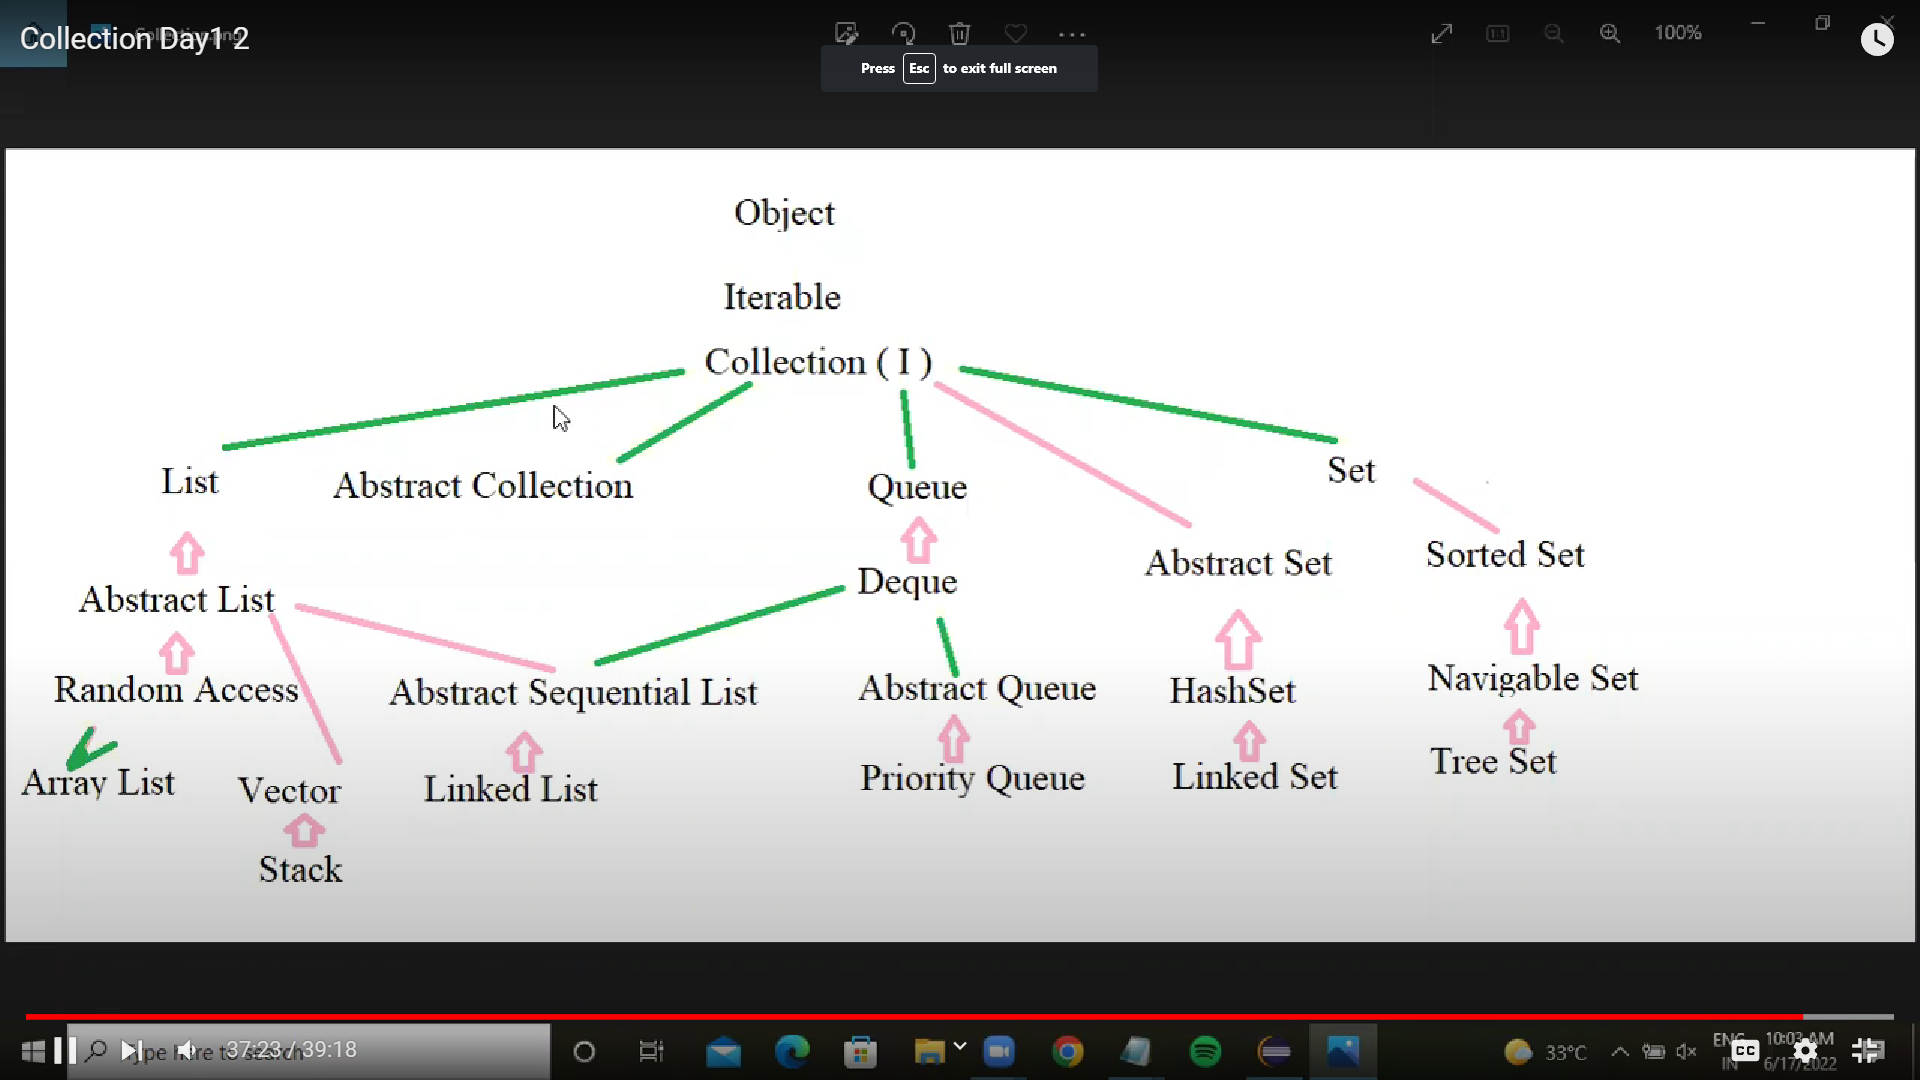 Collection Day1 2
100%
Press Esc to exit full screen
Object
Iterable
Collection ( I )
List
Abstract Collection
Queue
Set
Abstract List
Deque
Abstract Set
Sorted Set
Random Access
Abstract Sequential List
Abstract Queue
HashSet
Navigable Set
Array List
Vector
Linked List
Priority Queue
Linked Set
Tree Set
Stack
37:23 / 39:18
Type here to search
33°C
ENG
IN
CC
10:03 AM
6/17/2022